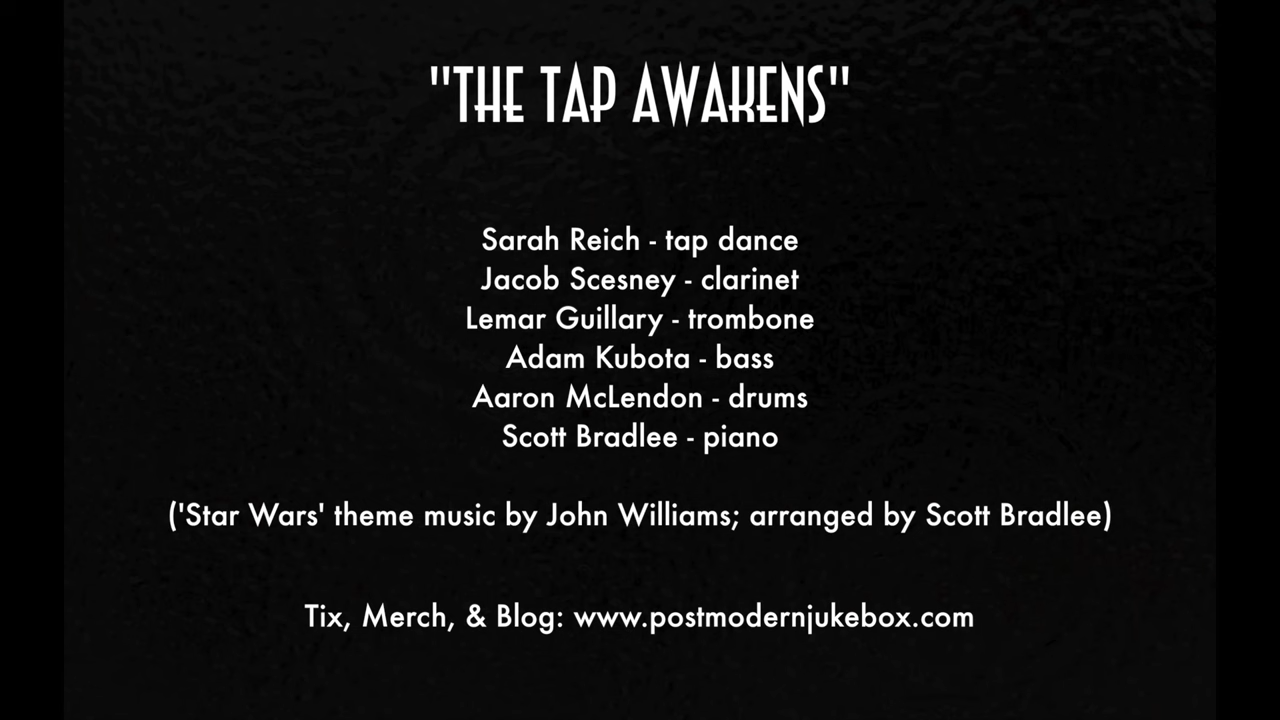 "THE TAP AWAKENS"
Sarah Reich - tap dance
Jacob Scesney - clarinet
Lemar Guillary - trombone
Adam Kubota - bass
Aaron McLendon - drums
Scott Bradlee - piano
('Star Wars' theme music by John Williams; arranged by Scott Bradlee)
Tix, Merch, & Blog: www.postmodernjukebox.com